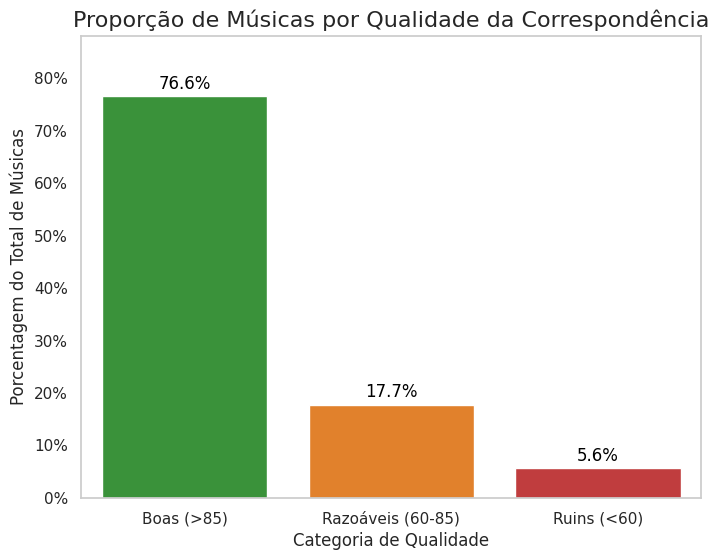 Proporção de Músicas por Qualidade da Correspondência
Porcentagem do Total de Músicas
80%
70%
60%
50%
40%
30%
20%
10%
0%
76.6%
17.7%
5.6%
Boas (>85)
Razoáveis (60-85)
Ruins (<60)
Categoria de Qualidade